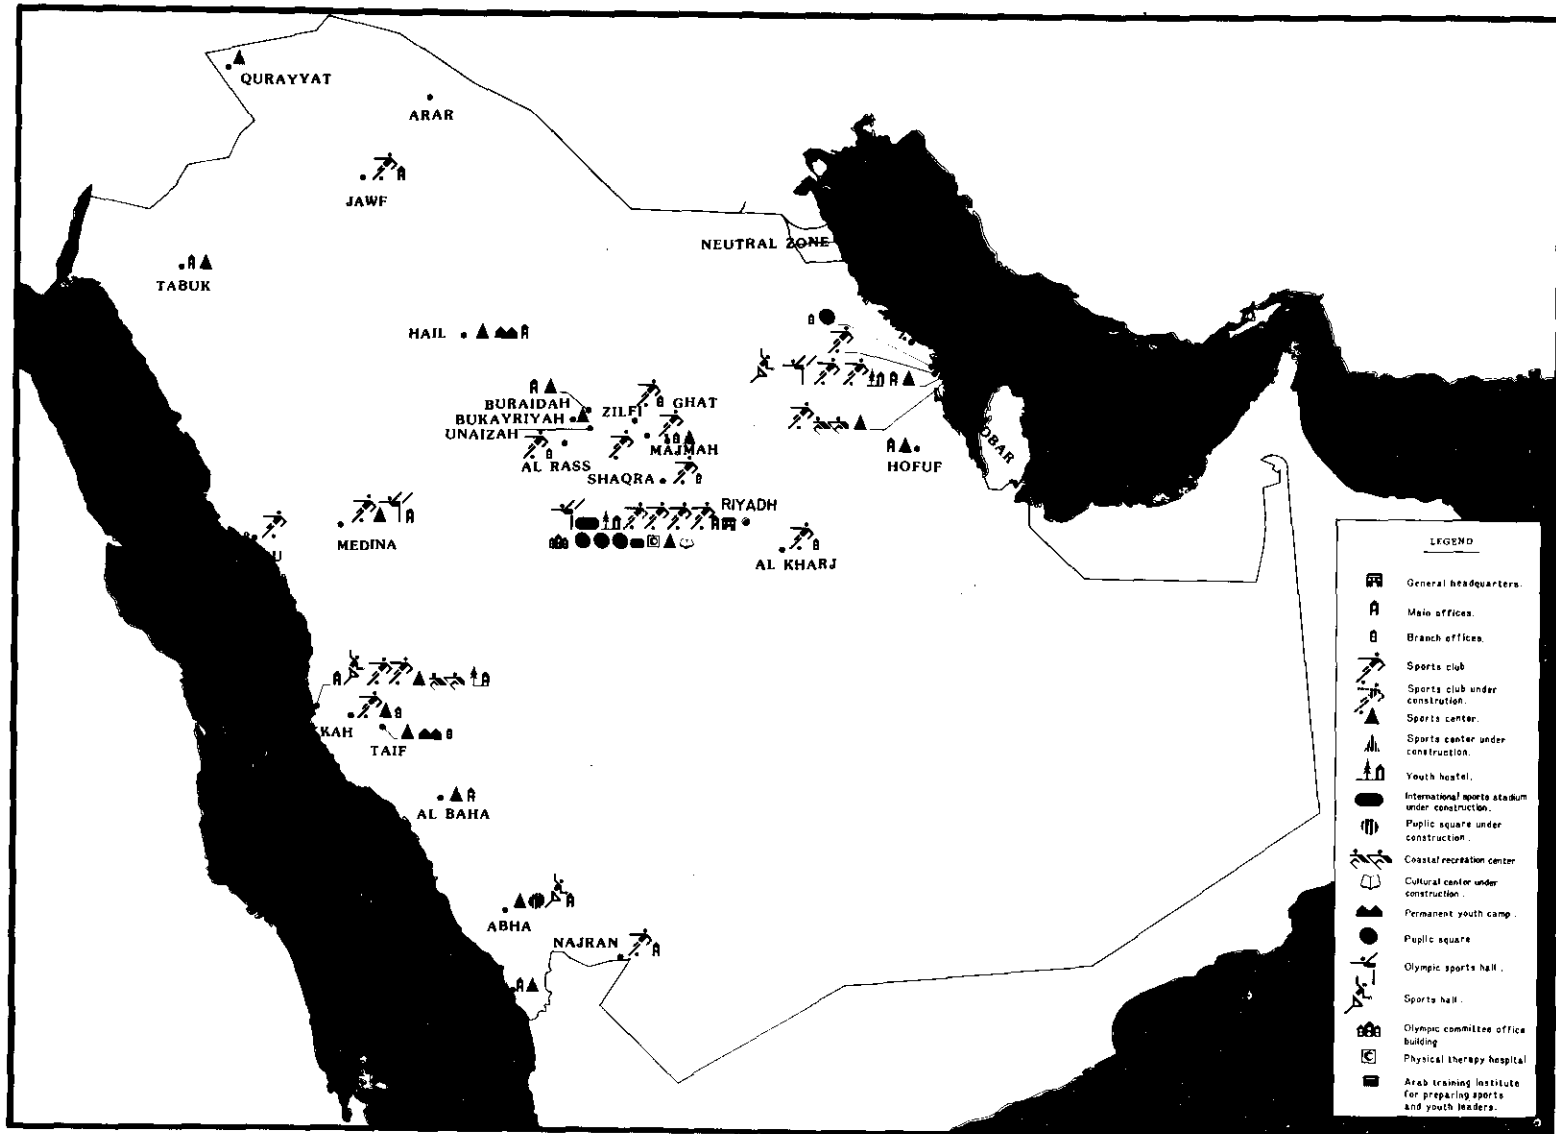 QURAYYAT
ARAR
JAWF
NEUTRAL ZONE
TABUK
HAIL
BURAIDAH
ZILFI
GHAT
BUKAYRIYAH
UNAIZAH
MAJMAH
AL RASS
SHAQRA
HOFUF
RIYADH
MEDINA
AL KHARJ
KAH
TAIF
AL BAHA
ABHA
NAJRAN
LEGEND
General headquarters.
Main offices.
Branch offices.
Sports club
Sports club under
constrution.
Sports center.
Sports center under
construction.
Youth hostel.
International sports stadium
under construction.
Puplic square under
construction.
Coastal recreation center
Cultural center under
construction.
Permanent youth camp.
Puplic square
Olympic sports hall.
Sports hall.
Olympic committee office
building
C
Physical therapy hospital
Arab training institute
for preparing sports
and youth leaders.